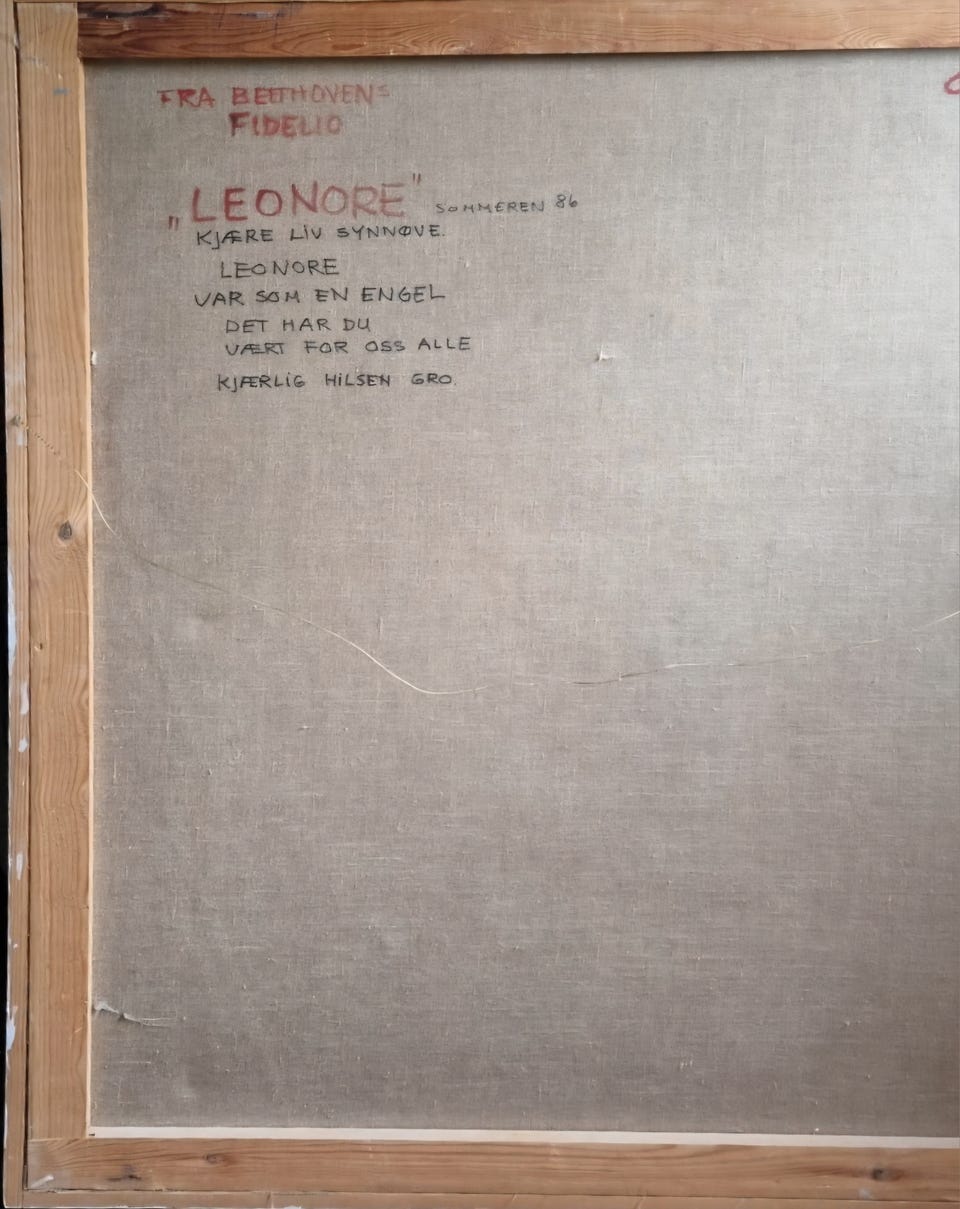 FRA BEETHOVENS
FIDELIO
„LEONORE" SOMMEREN 86
KJÆRE LIV SYNNØVE.
LEONORE
VAR SOM EN ENGEL
DET HAR DU
VÆRT FOR OSS ALLE
KJÆRLIG HILSEN GRO.